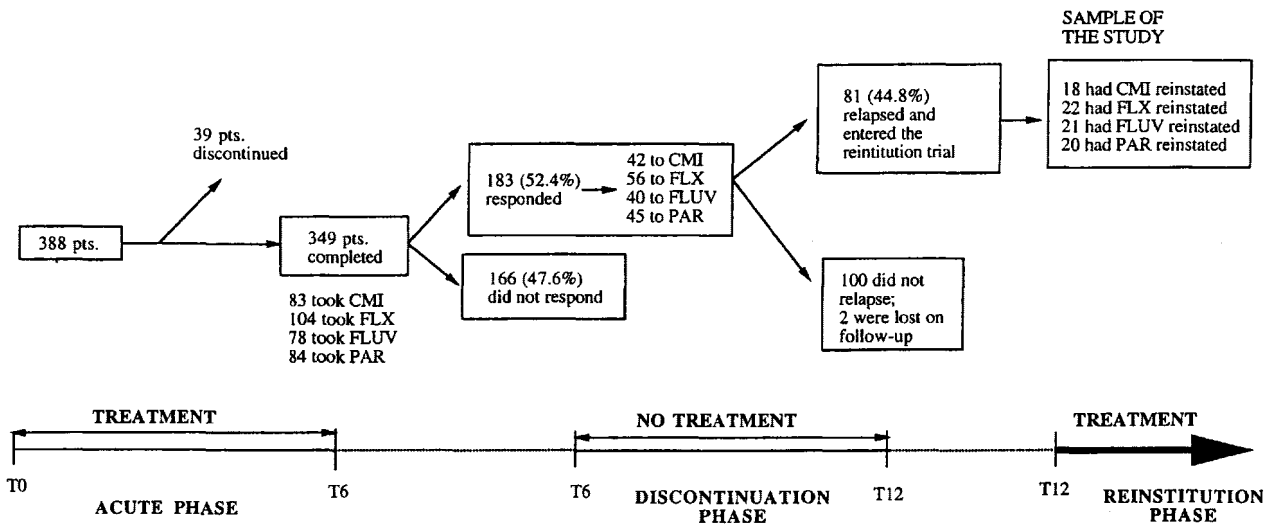 SAMPLE OF
THE STUDY
39 pts.
discontinued
388 pts.
349 pts.
completed
83 took CMI
104 took FLX
78 took FLUV
84 took PAR
183 (52.4%)
responded
42 to CMI
56 to FLX
40 to FLUV
45 to PAR
166 (47.6%)
did not respond
81 (44.8%)
relapsed and
entered the
reintitution trial
100 did not
relapse;
2 were lost on
follow-up
18 had CMI reinstated
22 had FLX reinstated
21 had FLUV reinstated
20 had PAR reinstated
TREATMENT
NO TREATMENT
TREATMENT
T0
T6
T6
T12
T12
ACUTE PHASE
DISCONTINUATION
PHASE
REINSTITUTION
PHASE